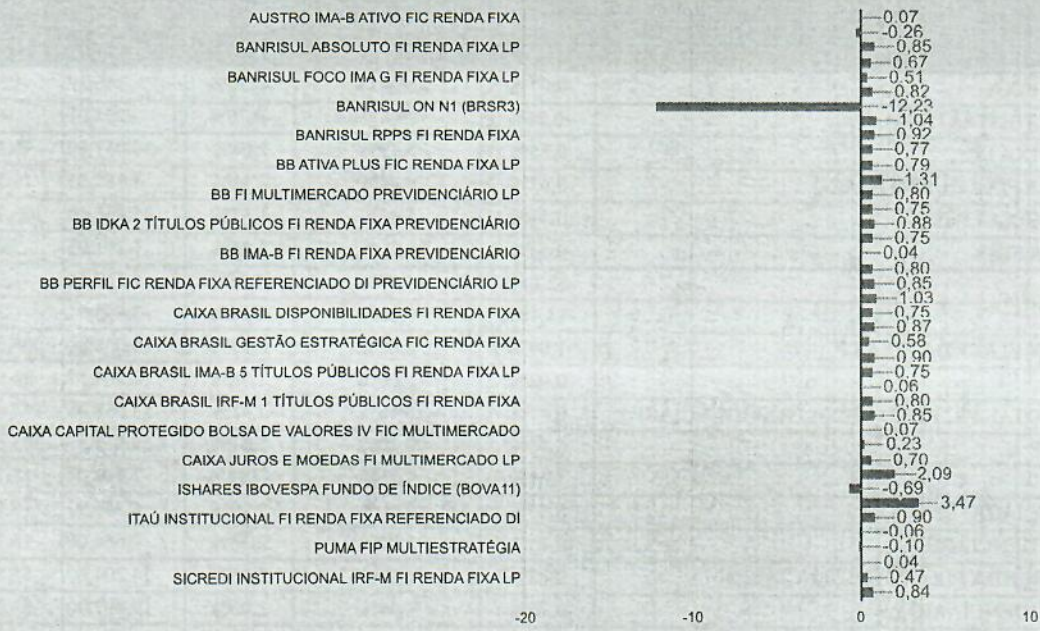 AUSTRO IMA-B ATIVO FIC RENDA FIXA 0,07
-0,26
BANRISUL ABSOLUTO FI RENDA FIXA LP 0,85
0,67
BANRISUL FOCO IMA G FI RENDA FIXA LP 0,51
0,82
BANRISUL ON N1 (BRSR3) -12,23
1,04
BANRISUL RPPS FI RENDA FIXA 0,92
0,77
BB ATIVA PLUS FIC RENDA FIXA LP 0,79
1,31
BB FI MULTIMERCADO PREVIDENCIÁRIO LP 0,80
0,75
BB IDKA 2 TÍTULOS PÚBLICOS FI RENDA FIXA PREVIDENCIÁRIO 0,88
0,75
BB IMA-B FI RENDA FIXA PREVIDENCIÁRIO 0,04
0,80
BB PERFIL FIC RENDA FIXA REFERENCIADO DI PREVIDENCIÁRIO LP 0,85
1,03
CAIXA BRASIL DISPONIBILIDADES FI RENDA FIXA 0,75
0,87
CAIXA BRASIL GESTÃO ESTRATÉGICA FIC RENDA FIXA 0,58
0,90
CAIXA BRASIL IMA-B 5 TÍTULOS PÚBLICOS FI RENDA FIXA LP 0,75
0,06
CAIXA BRASIL IRF-M 1 TÍTULOS PÚBLICOS FI RENDA FIXA 0,80
0,85
CAIXA CAPITAL PROTEGIDO BOLSA DE VALORES IV FIC MULTIMERCADO 0,07
0,23
CAIXA JUROS E MOEDAS FI MULTIMERCADO LP 0,70
2,09
ISHARES IBOVESPA FUNDO DE ÍNDICE (BOVA11) -0,69
3,47
ITAÚ INSTITUCIONAL FI RENDA FIXA REFERENCIADO DI 0,90
-0,06
PUMA FIP MULTIESTRATÉGIA -0,10
0,04
SICREDI INSTITUCIONAL IRF-M FI RENDA FIXA LP 0,47
0,84
-20 -10 0 10